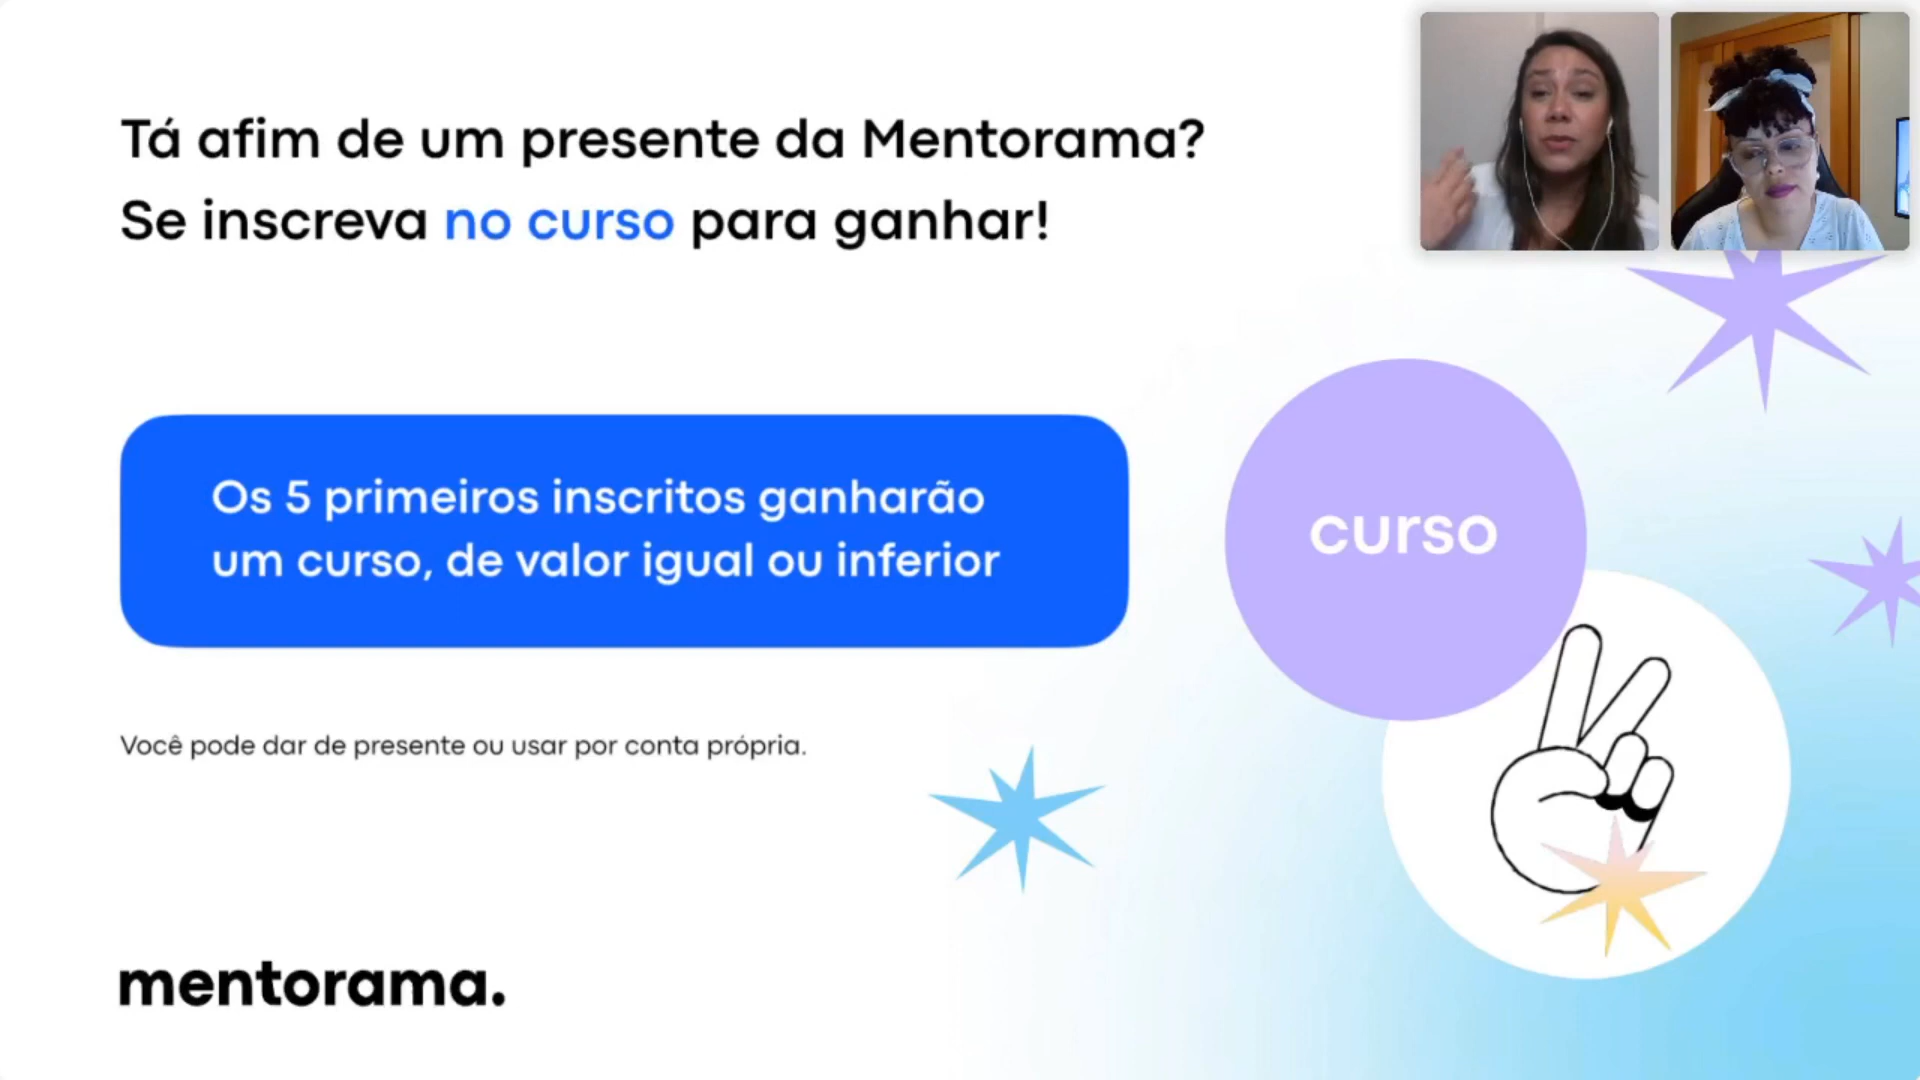 Tá afim de um presente da Mentorama?
Se inscreva no curso para ganhar!
Os 5 primeiros inscritos ganharão
um curso, de valor igual ou inferior
curso
Você pode dar de presente ou usar por conta própria.
mentorama.